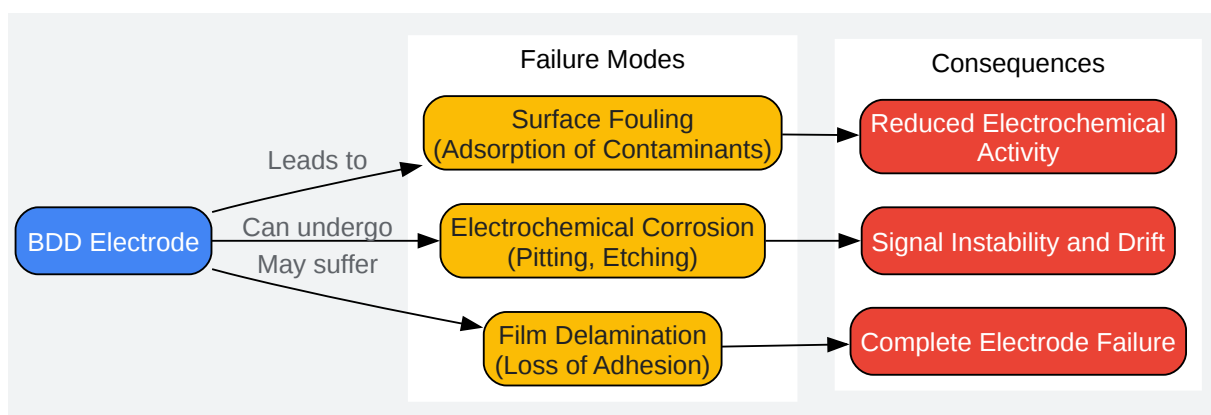 Failure Modes
Consequences
Surface Fouling
(Adsorption of Contaminants)
Reduced Electrochemical
Activity
Leads to
BDD Electrode
Can undergo
Electrochemical Corrosion
(Pitting, Etching)
Signal Instability and Drift
May suffer
Film Delamination
(Loss of Adhesion)
Complete Electrode Failure